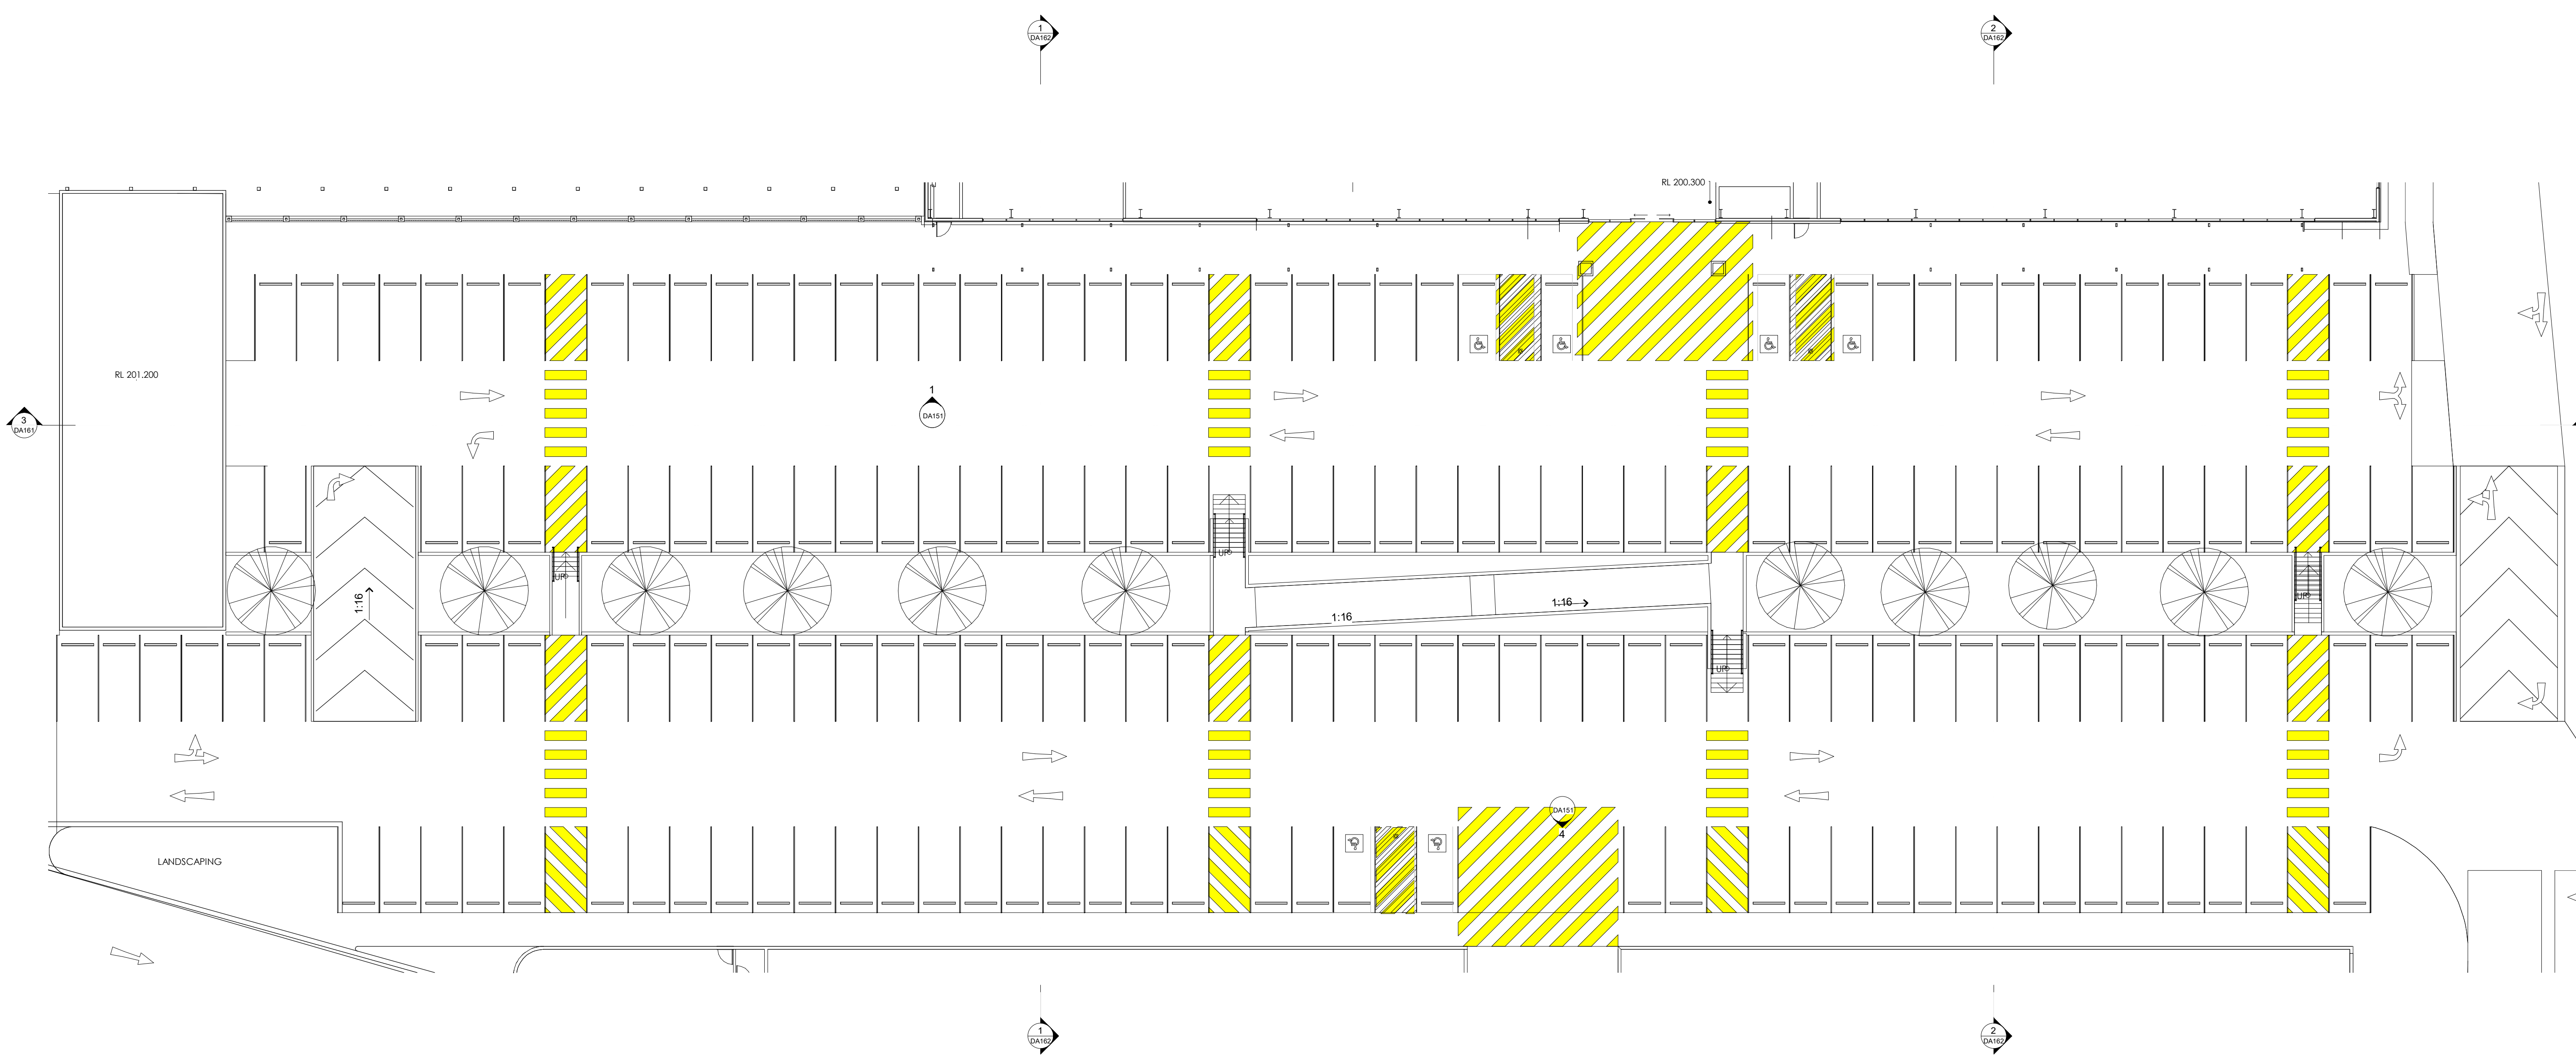 1
DA162
2
DA162
RL 200.300
RL 201.200
1
DA151
3
DA161
UP
UP
1:16
1:16
1:16
UP
UP
DA151
4
LANDSCAPING
1
DA162
2
DA162